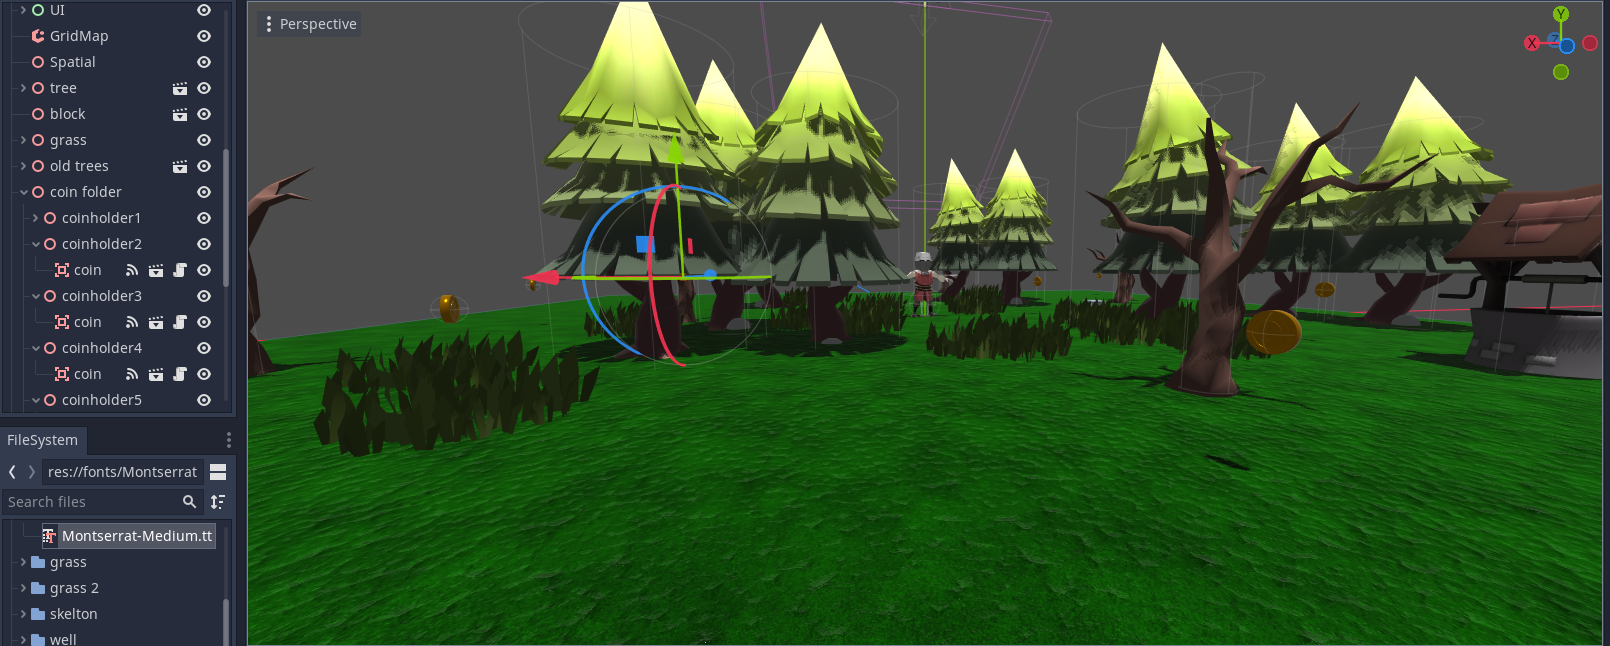 UI
GridMap
Spatial
tree
block
grass
old trees
coin folder
coinholder1
coinholder2
coin
coinholder3
coin
coinholder4
coin
coinholder5
FileSystem
res://fonts/Montserrat
Search files
Montserrat-Medium.tt
grass
grass 2
skelton
well
Perspective
Y
X
Z